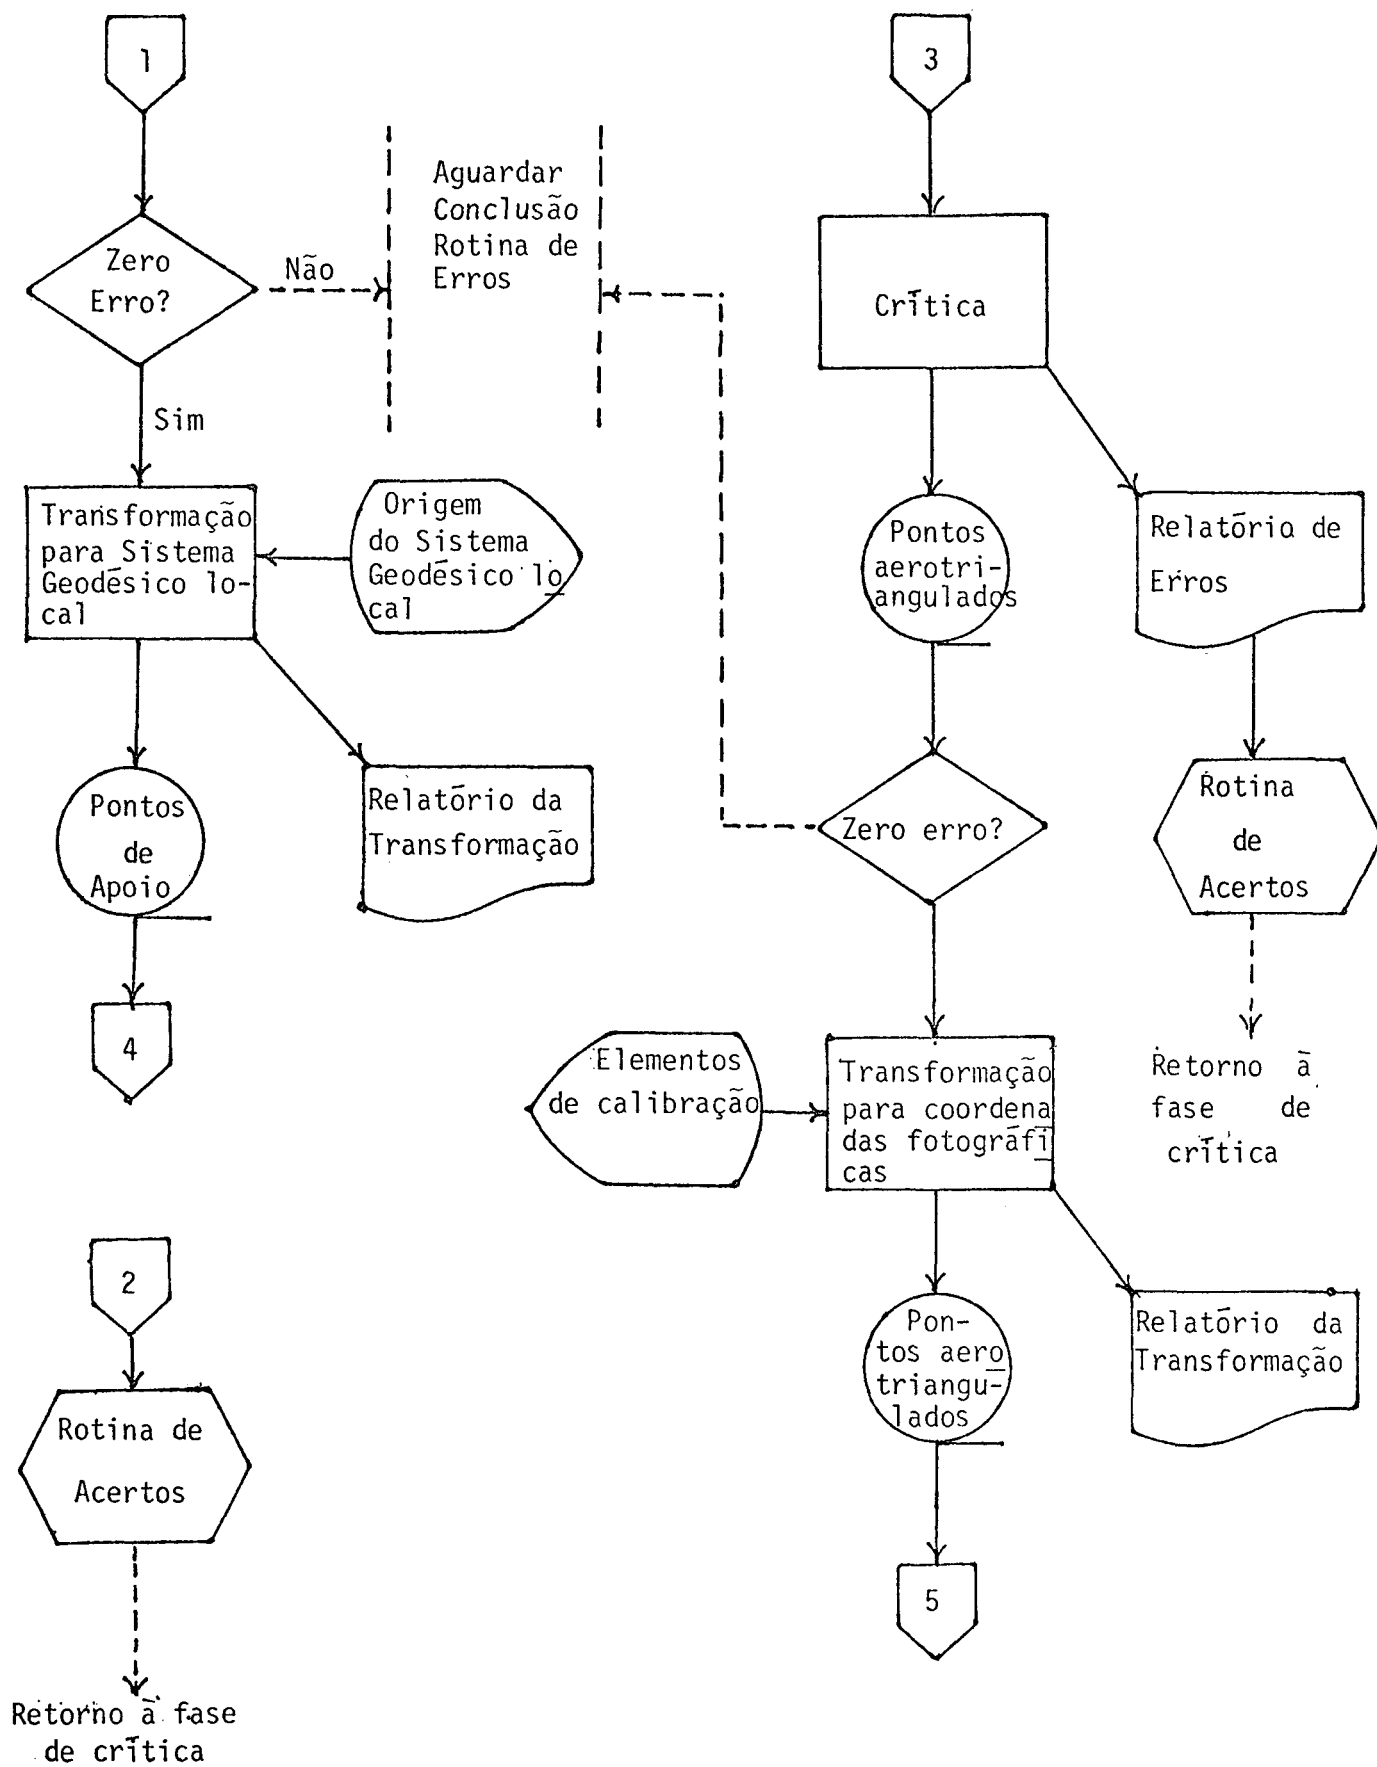 1
Zero
Erro?
Não
Sim
Aguardar
Conclusão
Rotina de
Erros
Transformação
para Sistema
Geodésico lo-
cal
Origem
do Sistema
Geodésico lo
cal
Pontos
de
Apoio
Relatório da
Transformação
4
2
Rotina de
Acertos
Retorno à fase
de crítica
3
Crítica
Pontos
aerotri-
angulados
Relatório de
Erros
Zero erro?
Rotina
de
Acertos
Retorno à
fase de
crítica
Elementos
de calibração
Transformação
para coordena
das fotográfi
cas
Pon-
tos aero
triangu-
lados
Relatório da
Transformação
5